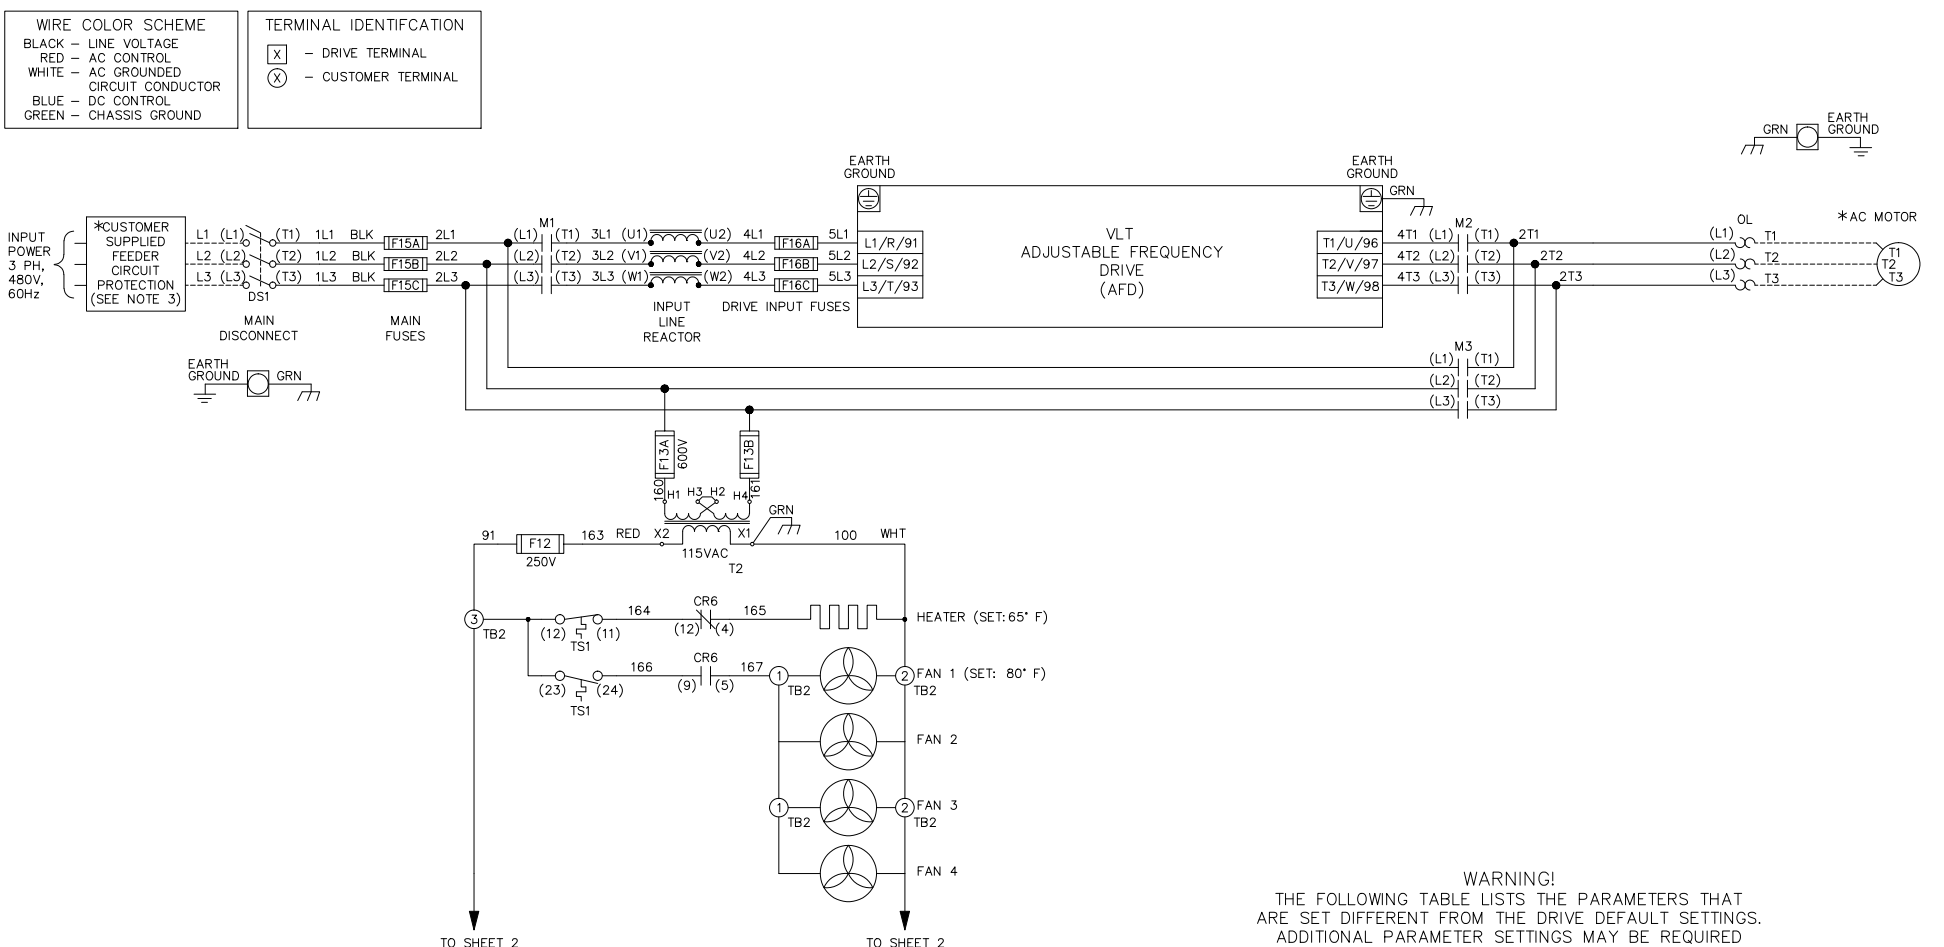 WIRE COLOR SCHEME
BLACK – LINE VOLTAGE
RED – AC CONTROL
WHITE – AC GROUNDED
CIRCUIT CONDUCTOR
BLUE – DC CONTROL
GREEN – CHASSIS GROUND
TERMINAL IDENTIFCATION
X – DRIVE TERMINAL
X – CUSTOMER TERMINAL
GRN
EARTH
GROUND
EARTH
GROUND
EARTH
GROUND
GRN
INPUT
POWER
3 PH,
480V,
60Hz
*CUSTOMER
SUPPLIED
FEEDER
CIRCUIT
PROTECTION
(SEE NOTE 3)
L1 (L1) (T1) 1L1 BLK F15A 2L1 (L1) M1 (T1) 3L1 (U1) (U2) 4L1 F16A 5L1 L1/R/91
L2 (L2) (T2) 1L2 BLK F15B 2L2 (L2) (T2) 3L2 (V1) (V2) 4L2 F16B 5L2 L2/S/92
L3 (L3) (T3) 1L3 BLK F15C 2L3 (L3) (T3) 3L3 (W1) (W2) 4L3 F16C 5L3 L3/T/93
DS1
MAIN
DISCONNECT
MAIN
FUSES
INPUT
LINE
REACTOR
DRIVE INPUT FUSES
VLT
ADJUSTABLE FREQUENCY
DRIVE
(AFD)
T1/U/96 4T1 (L1) M2 (T1) 2T1 (L1) OL T1
T2/V/97 4T2 (L2) (T2) 2T2 (L2) T2
T3/W/98 4T3 (L3) (T3) 2T3 (L3) T3
*AC MOTOR
T1
T2
T3
EARTH
GROUND
GRN
M3
(L1) (T1)
(L2) (T2)
(L3) (T3)
F13A
600V
F13B
160
H1 H3 H2 H4
161
GRN
91 F12 163 RED X2 X1 100 WHT
250V
115VAC
T2
3
TB2
(12) (11)
TS1
164
CR6
(12) (4)
165
HEATER (SET: 65° F)
(23) (24)
TS1
166
CR6
(9) (5)
167
1
TB2
2
TB2
FAN 1 (SET: 80° F)
FAN 2
1
TB2
2
TB2
FAN 3
FAN 4
TO SHEET 2
TO SHEET 2
WARNING!
THE FOLLOWING TABLE LISTS THE PARAMETERS THAT
ARE SET DIFFERENT FROM THE DRIVE DEFAULT SETTINGS.
ADDITIONAL PARAMETER SETTINGS MAY BE REQUIRED